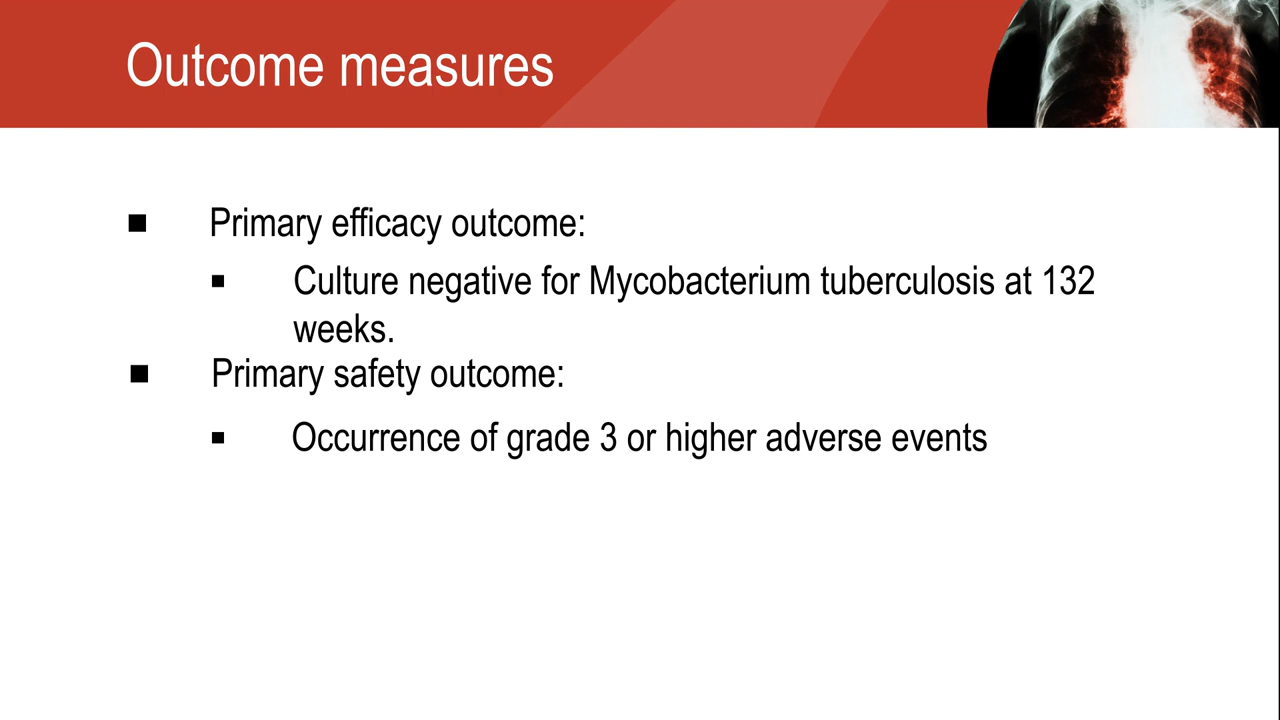 Outcome measures
Primary efficacy outcome:
Culture negative for Mycobacterium tuberculosis at 132
weeks.
Primary safety outcome:
Occurrence of grade 3 or higher adverse events